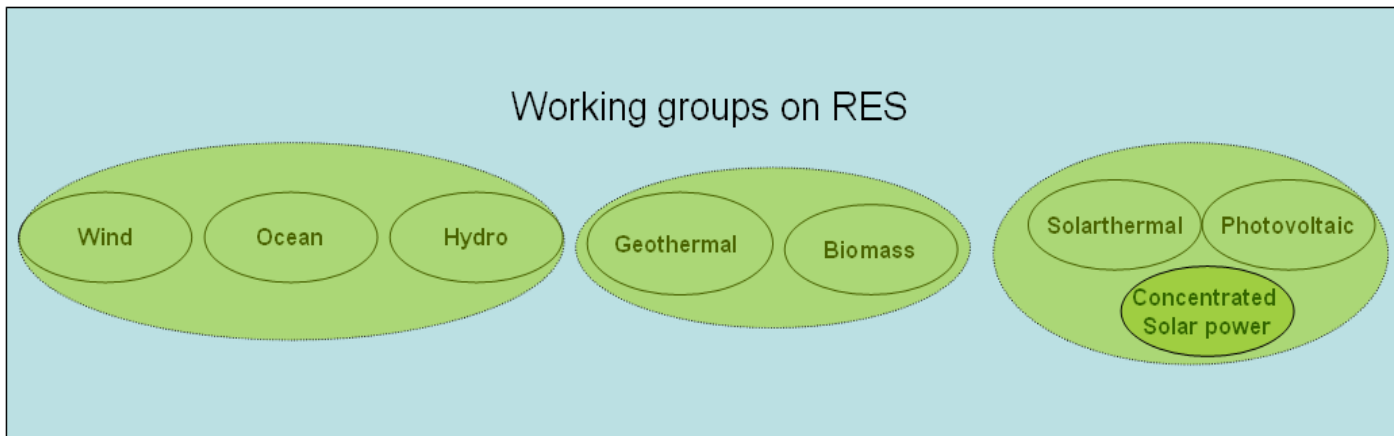 Working groups on RES
Wind
Ocean
Hydro
Geothermal
Biomass
Solarthermal
Photovoltaic
Concentrated
Solar power